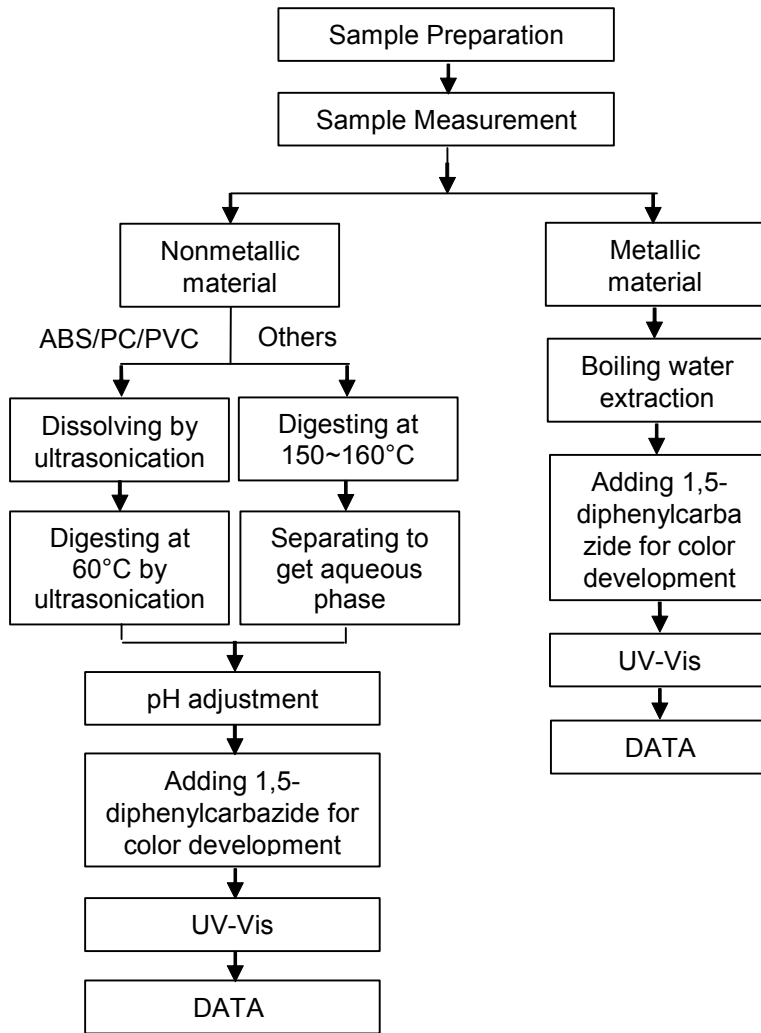 Sample Preparation
Sample Measurement
Nonmetallic
material
ABS/PC/PVC
Others
Dissolving by
ultrasonication
Digesting at
150~160°C
Digesting at
60°C by
ultrasonication
Separating to
get aqueous
phase
pH adjustment
Adding 1,5-
diphenylcarbazide for
color development
UV-Vis
DATA
Metallic
material
Boiling water
extraction
Adding 1,5-
diphenylcarba
zide for color
development
UV-Vis
DATA